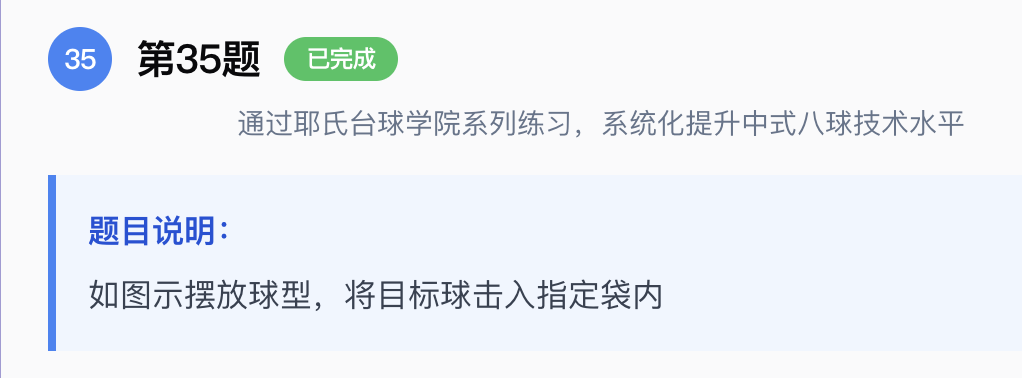 35 第35题 已完成
通过耶氏台球学院系列练习，系统化提升中式八球技术水平
题目说明：
如图示摆放球型，将目标球击入指定袋内